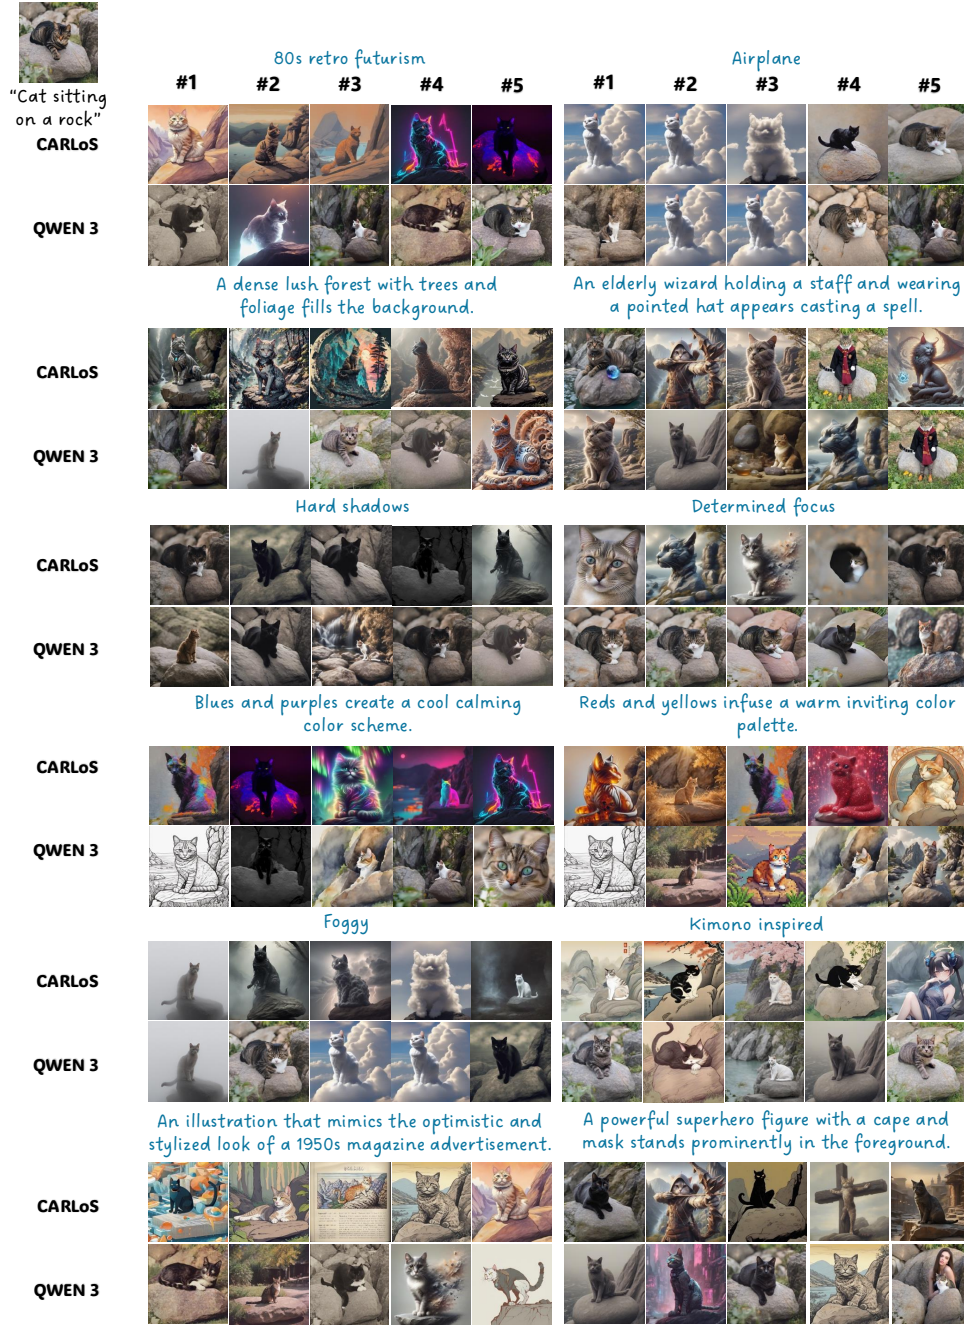 "Cat sitting
on a rock"
80s retro futurism
Airplane
#1 #2 #3 #4 #5
#1 #2 #3 #4 #5
CARLoS
QWEN 3
A dense lush forest with trees and
foliage fills the background.
An elderly wizard holding a staff and wearing
a pointed hat appears casting a spell.
CARLoS
QWEN 3
Hard shadows
Determined focus
CARLoS
QWEN 3
Blues and purples create a cool calming
color scheme.
Reds and yellows infuse a warm inviting color
palette.
CARLoS
QWEN 3
Foggy
Kimono inspired
CARLoS
QWEN 3
An illustration that mimics the optimistic and
stylized look of a 1950s magazine advertisement.
A powerful superhero figure with a cape and
mask stands prominently in the foreground.
CARLoS
QWEN 3